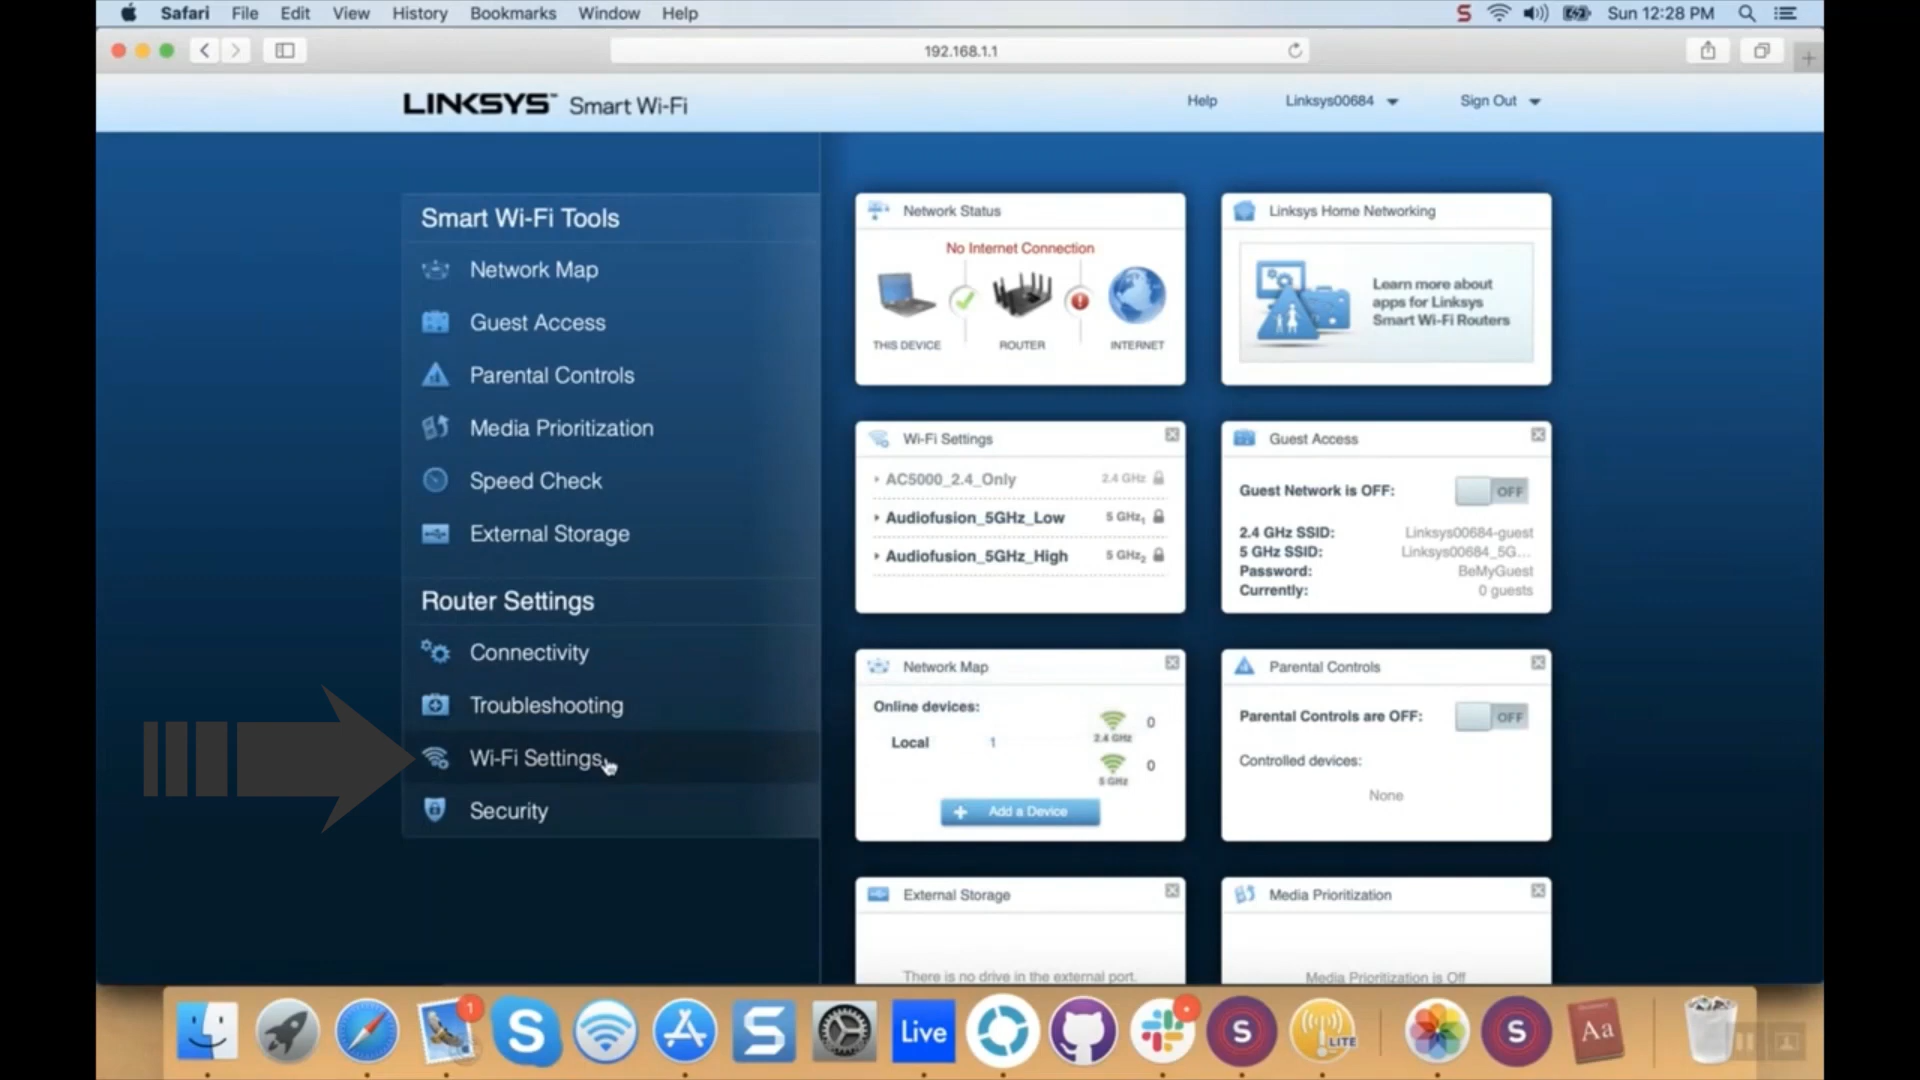 Safari File Edit View History Bookmarks Window Help
Sun 12:28 PM
192.168.1.1
LINKSYS™ Smart Wi-Fi
Help Linksys00684 Sign Out
Smart Wi-Fi Tools
Network Map
Guest Access
Parental Controls
Media Prioritization
Speed Check
External Storage
Router Settings
Connectivity
Troubleshooting
Wi-Fi Settings
Security
Network Status
No Internet Connection
THIS DEVICE ROUTER INTERNET
Linksys Home Networking
Learn more about
apps for Linksys
Smart Wi-Fi Routers
Wi-Fi Settings
AC5000_2.4_Only 2.4 GHz
Audiofusion_5GHz_Low 5 GHz1
Audiofusion_5GHz_High 5 GHz2
Guest Access
Guest Network is OFF: OFF
2.4 GHz SSID: Linksys00684-guest
5 GHz SSID: Linksys00684_5G...
Password: BeMyGuest
Currently: 0 guests
Network Map
Online devices:
Local 1
2.4 GHz 0
5 GHz 0
Add a Device
Parental Controls
Parental Controls are OFF: OFF
Controlled devices:
None
External Storage
There is no drive in the external port.
Media Prioritization
Media Prioritization is Off
1
S
S
Live
S
LITE
S
Aa